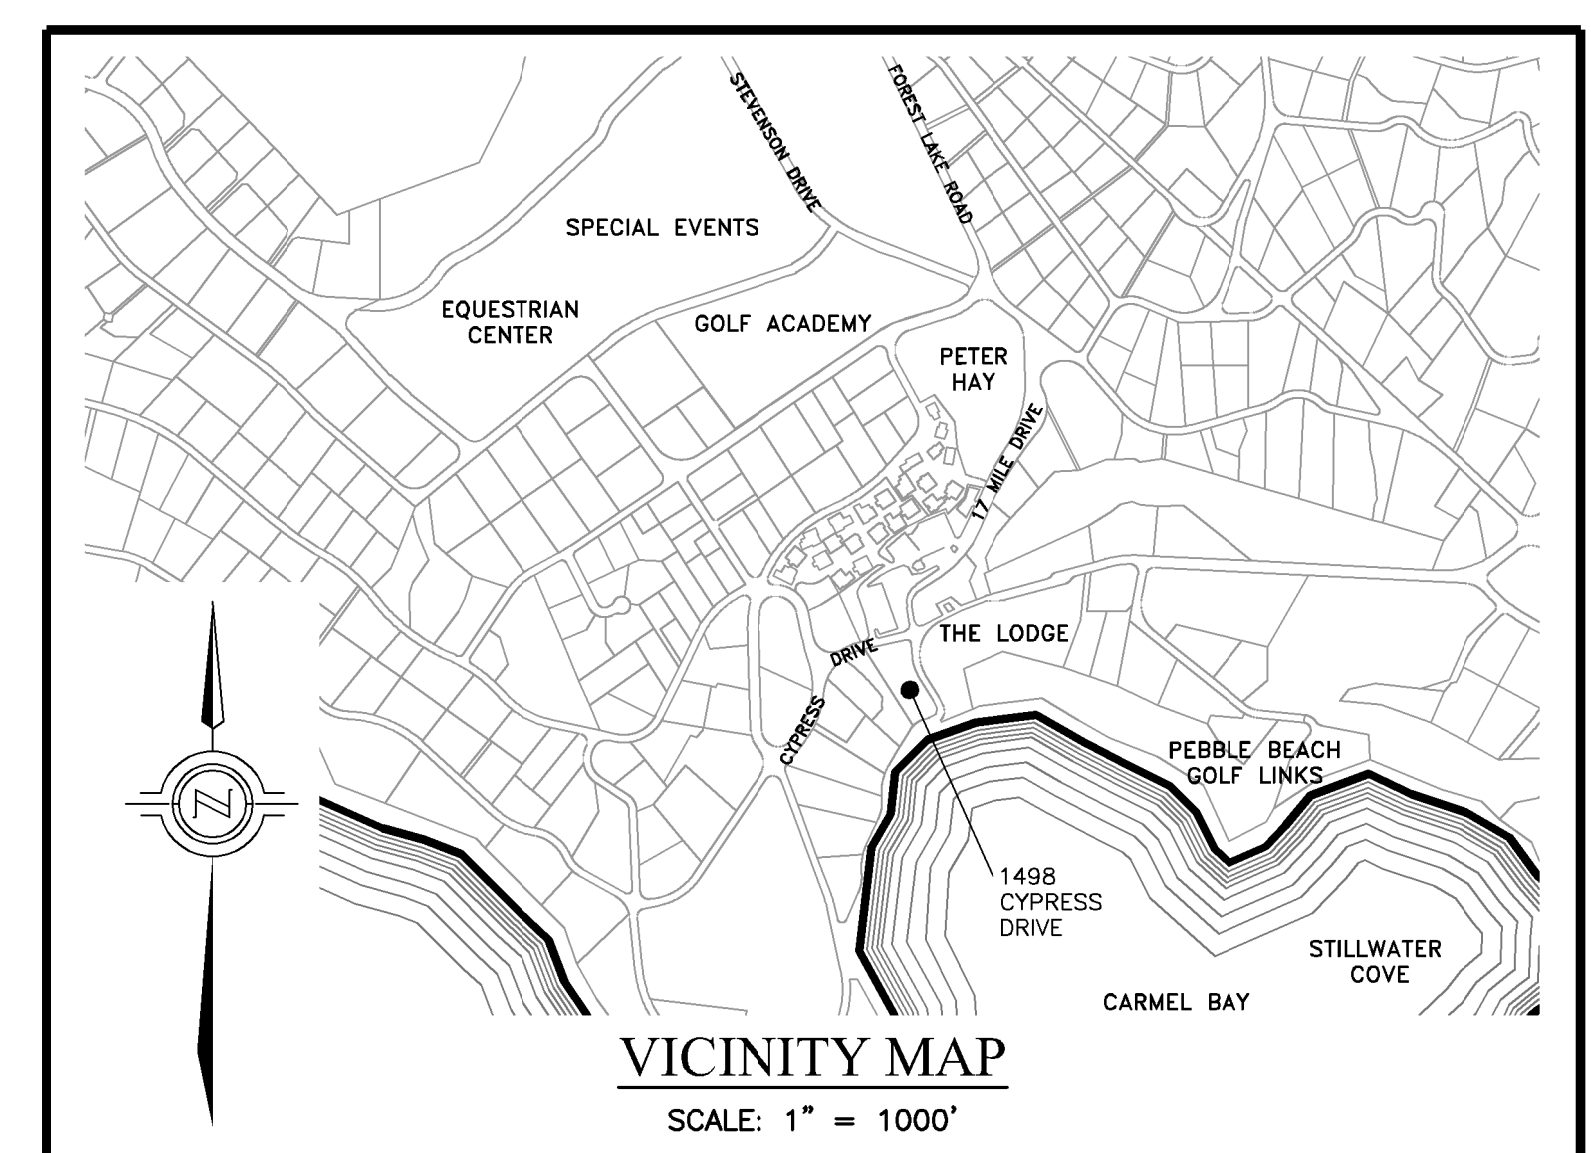 STEVENSON DRIVE
FOREST LAKE ROAD
SPECIAL EVENTS
EQUESTRIAN
CENTER
GOLF ACADEMY
PETER
HAY
17 MILE DRIVE
THE LODGE
CYPRESS DRIVE
PEBBLE BEACH
GOLF LINKS
1498
CYPRESS
DRIVE
STILLWATER
COVE
CARMEL BAY
N
VICINITY MAP
SCALE: 1" = 1000'